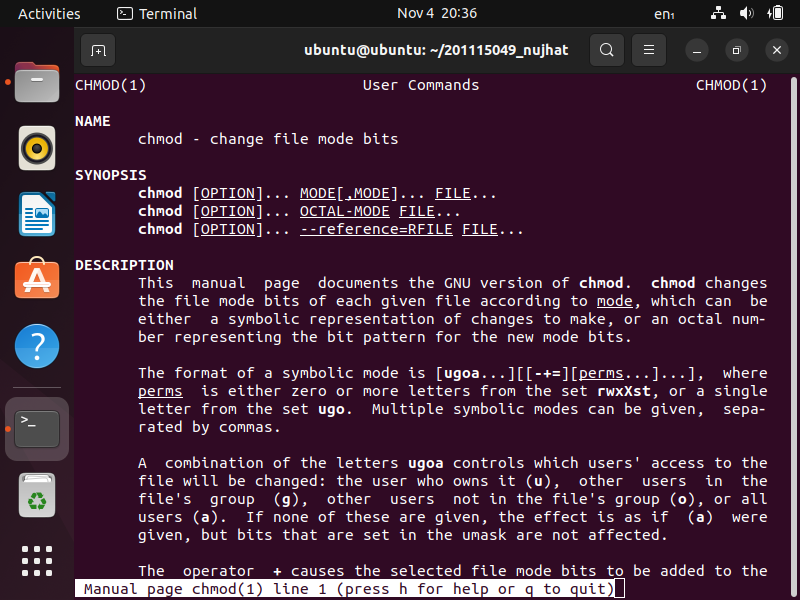 Activities Terminal Nov 4 20:36 en₁
ubuntu@ubuntu: ~/201115049_nujhat
CHMOD(1) User Commands CHMOD(1)
NAME
chmod - change file mode bits
SYNOPSIS
chmod [OPTION]... MODE[,MODE]... FILE...
chmod [OPTION]... OCTAL-MODE FILE...
chmod [OPTION]... --reference=RFILE FILE...
DESCRIPTION
This manual page documents the GNU version of chmod. chmod changes
the file mode bits of each given file according to mode, which can be
either a symbolic representation of changes to make, or an octal num-
ber representing the bit pattern for the new mode bits.
The format of a symbolic mode is [ugoa...][[-+=][perms...]...], where
perms is either zero or more letters from the set rwxXst, or a single
letter from the set ugo. Multiple symbolic modes can be given, sepa-
rated by commas.
A combination of the letters ugoa controls which users' access to the
file will be changed: the user who owns it (u), other users in the
file's group (g), other users not in the file's group (o), or all
users (a). If none of these are given, the effect is as if (a) were
given, but bits that are set in the umask are not affected.
The operator + causes the selected file mode bits to be added to the
Manual page chmod(1) line 1 (press h for help or q to quit)